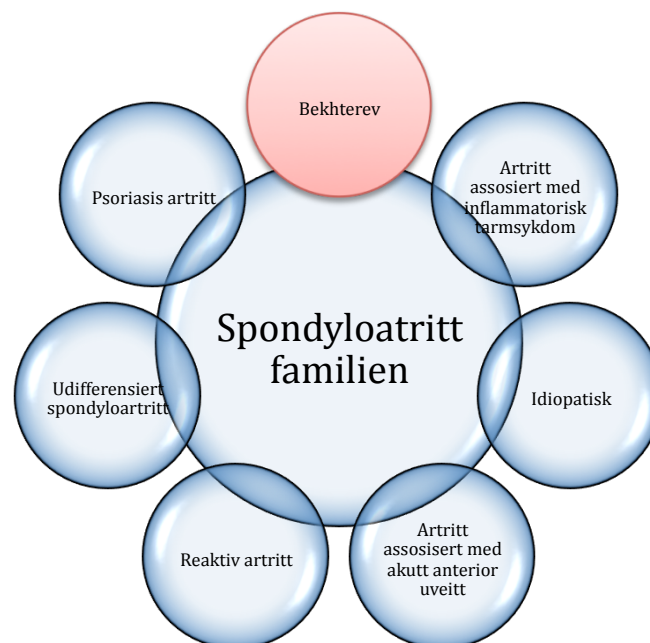 Bekhterev
Artritt
assosiert med
inflammatorisk
tarmsykdom
Psoriasis artritt
Spondyloatritt
familien
Udifferensiert
spondyloartritt
Idiopatisk
Reaktiv artritt
Artritt
assosisert med
akutt anterior
uveitt